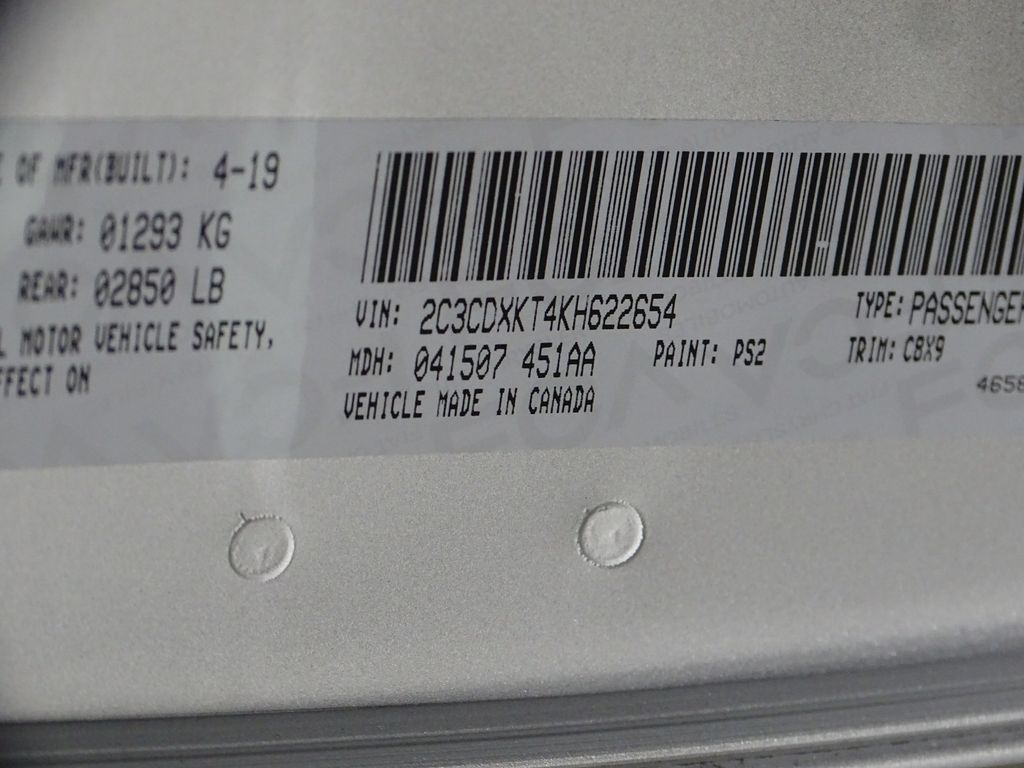 OF MFR(BUILT): 4-19
GAWR: 01293 KG
REAR: 02850 LB
MOTOR VEHICLE SAFETY,
EFFECT ON
VIN: 2C3CDXKT4KH622654
TYPE: PASSENGER
MDH: 041507 451AA
PAINT: PS2
TRIM: C8X9
VEHICLE MADE IN CANADA
4658